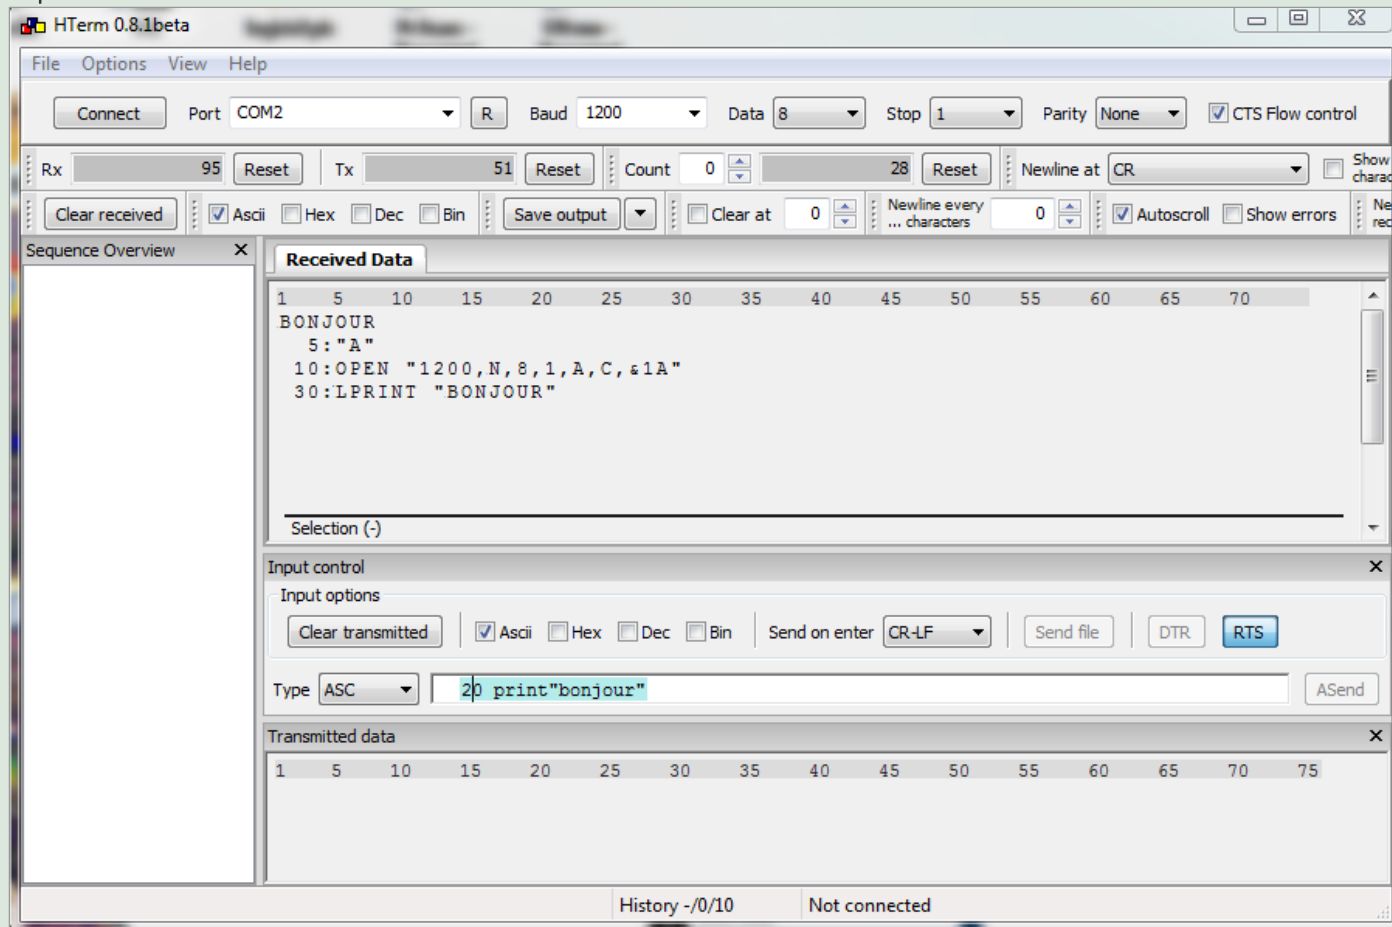 HTerm 0.8.1beta
File Options View Help
Connect Port COM2 R Baud 1200 Data 8 Stop 1 Parity None CTS Flow control
Rx 95 Reset Tx 51 Reset Count 0 28 Reset Newline at CR Show
charac
Clear received Ascii Hex Dec Bin Save output Clear at 0 Newline every
... characters 0 Autoscroll Show errors Ne
rec
Sequence Overview X
Received Data
1 5 10 15 20 25 30 35 40 45 50 55 60 65 70
BONJOUR
5:"A"
10:OPEN "1200,N,8,1,A,C,&1A"
30:LPRINT "BONJOUR"
Selection (-)
Input control X
Input options
Clear transmitted Ascii Hex Dec Bin Send on enter CR-LF Send file DTR RTS
Type ASC 20 print"bonjour" ASend
Transmitted data X
1 5 10 15 20 25 30 35 40 45 50 55 60 65 70 75
History -/0/10 Not connected